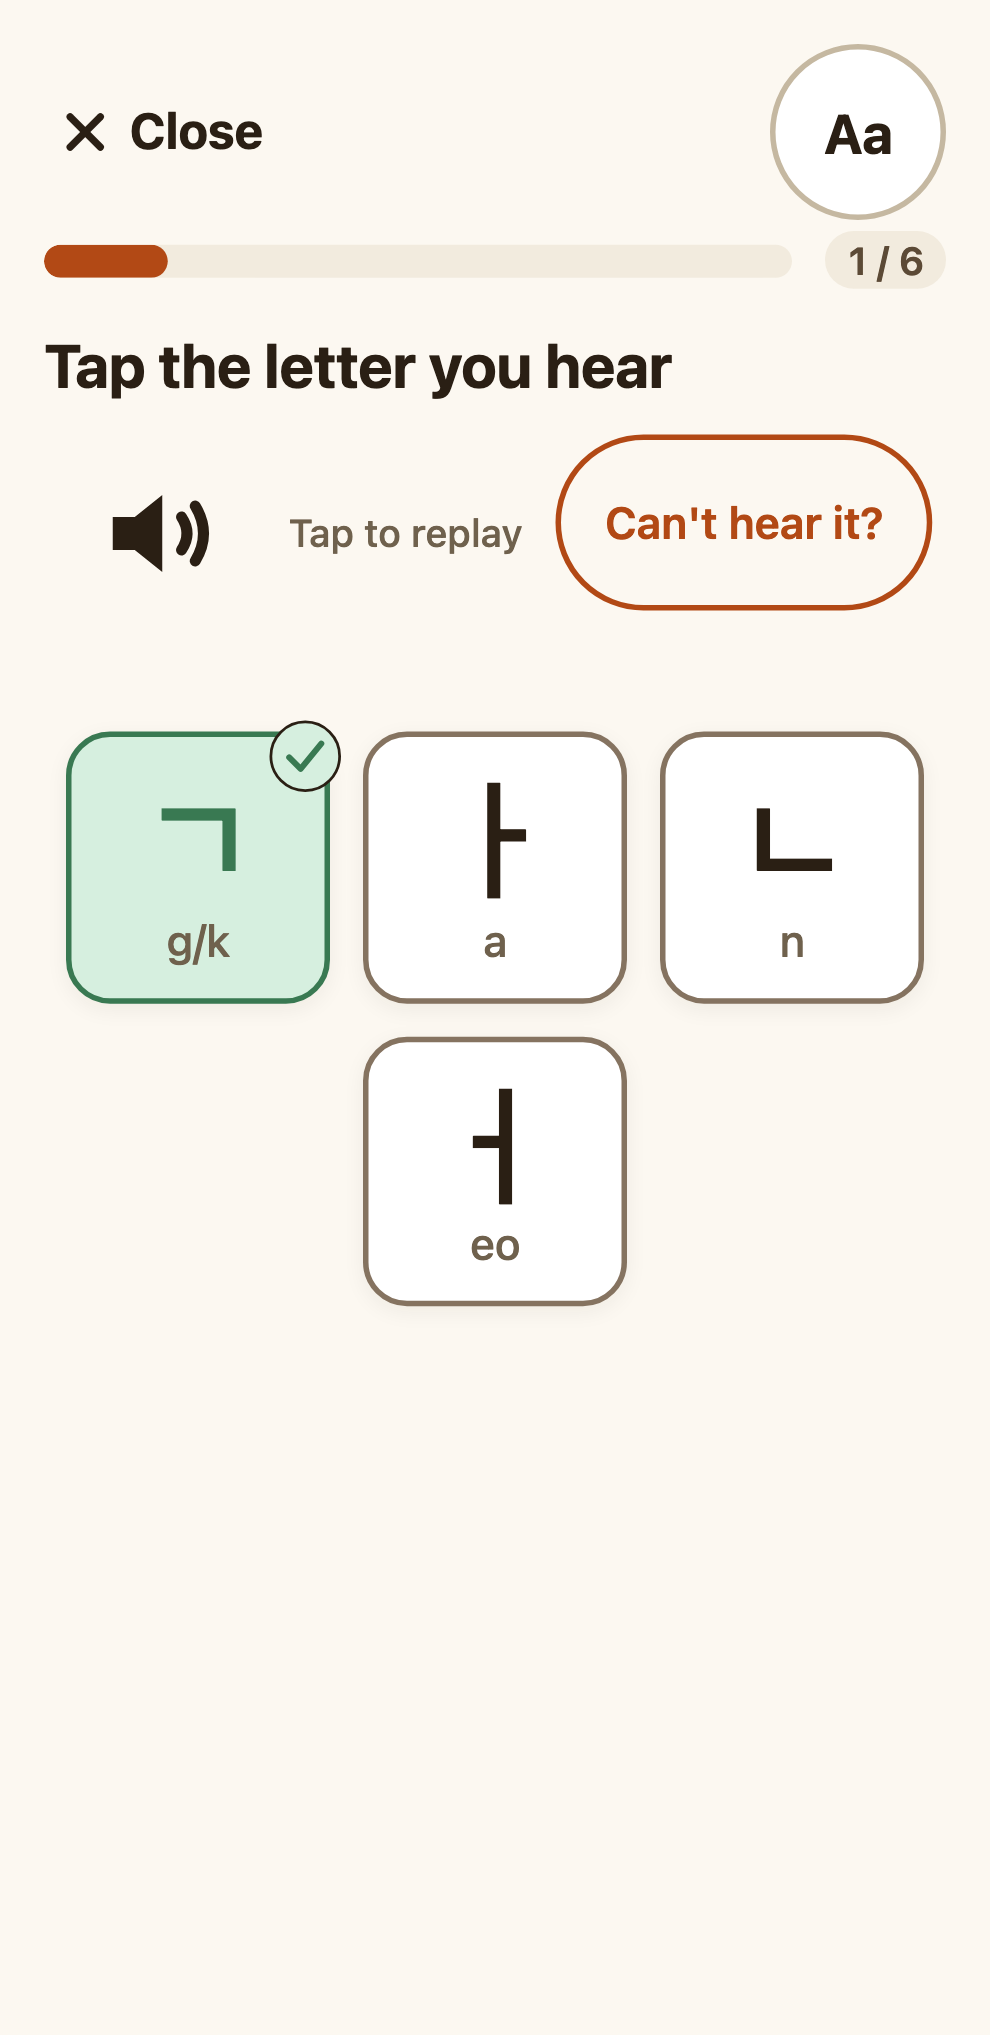 Close
Aa
1 / 6
Tap the letter you hear
Tap to replay
Can't hear it?
ㄱ
g/k
ㅏ
a
ㄴ
n
ㅓ
eo